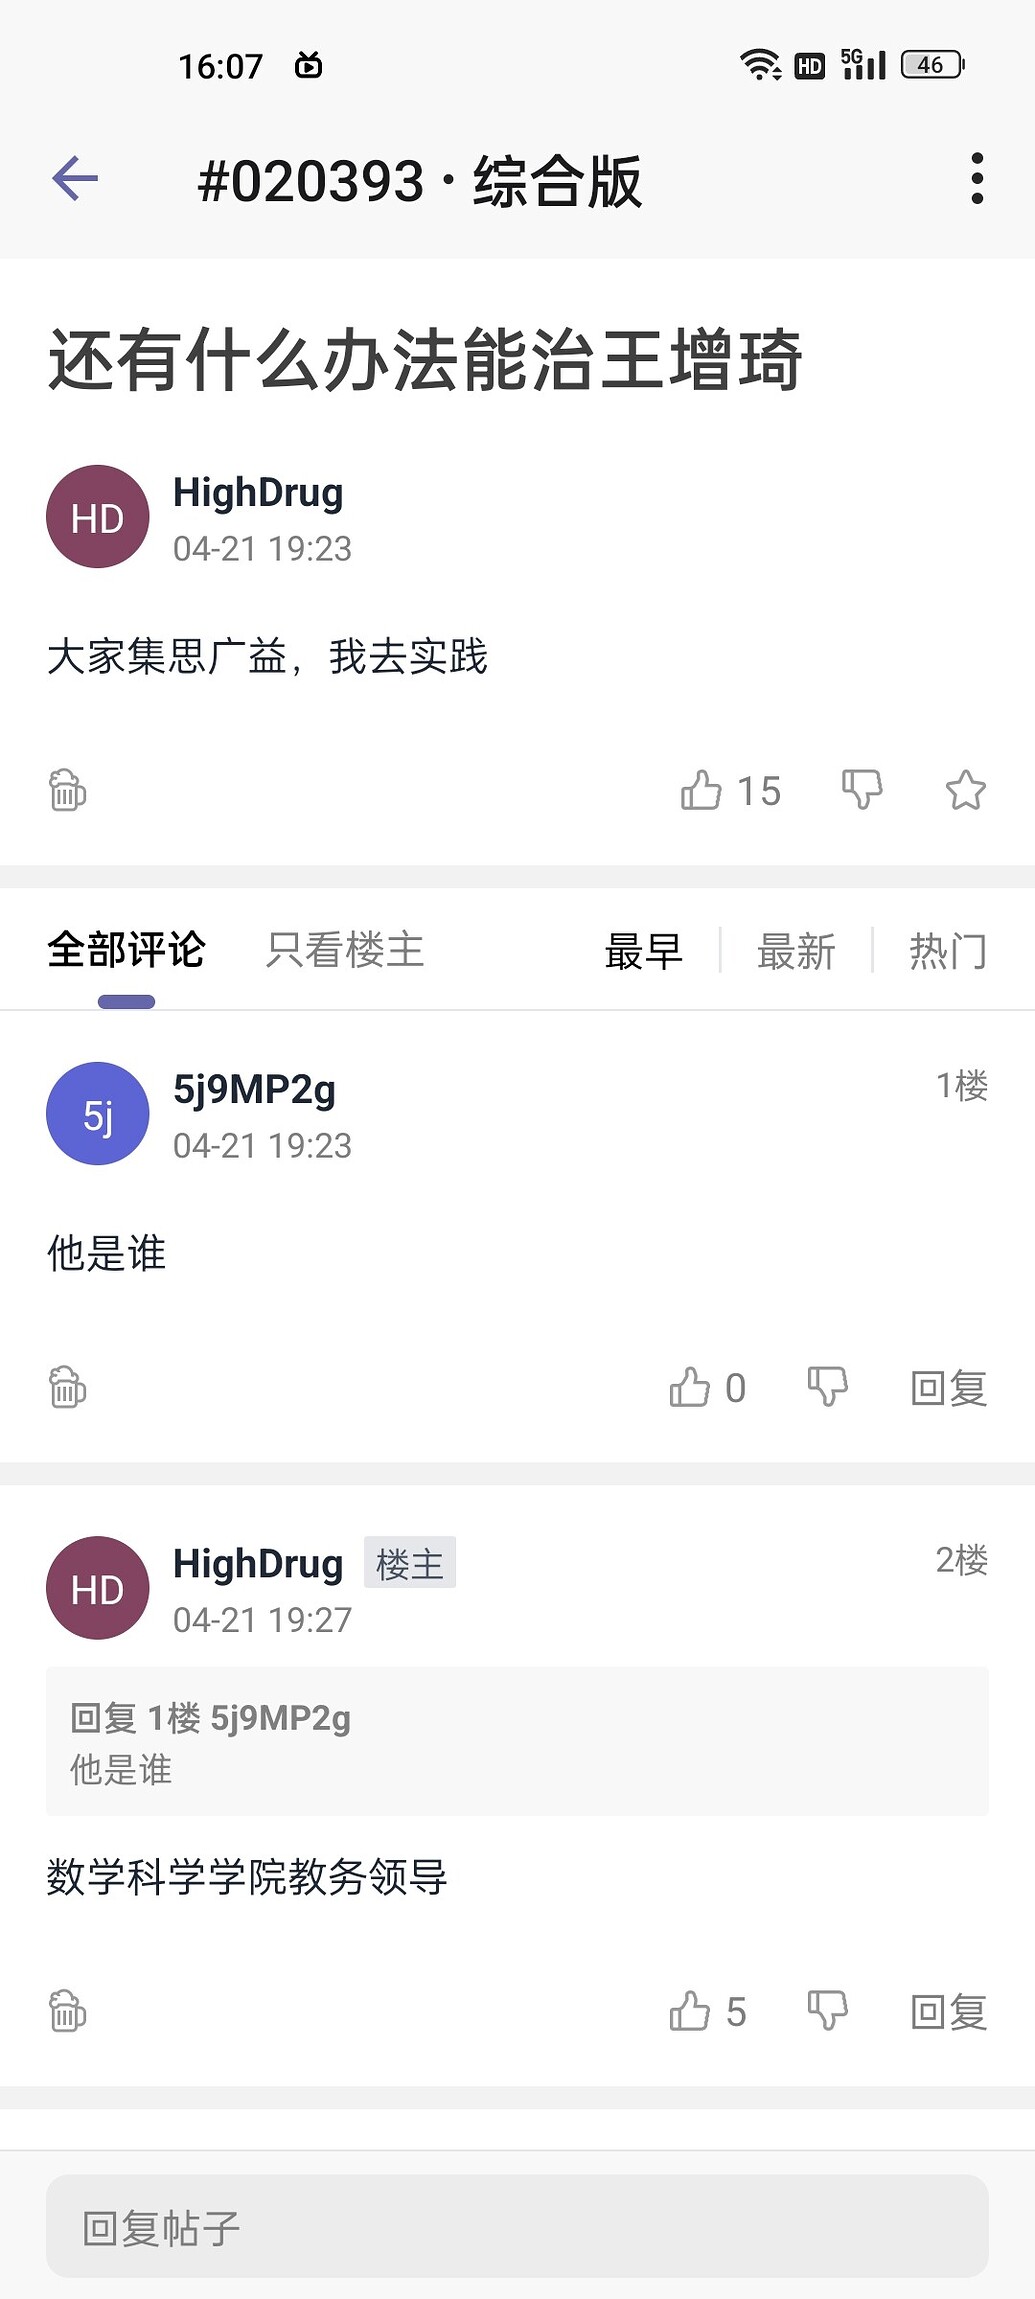 16:07
HD 5G 46
#020393 · 综合版
还有什么办法能治王增琦
HD
HighDrug
04-21 19:23
大家集思广益，我去实践
15
全部评论 只看楼主 最早 最新 热门
5j
5j9MP2g
1楼
04-21 19:23
他是谁
0 回复
HD
HighDrug 楼主
2楼
04-21 19:27
回复 1楼 5j9MP2g
他是谁
数学科学学院教务领导
5 回复
回复帖子